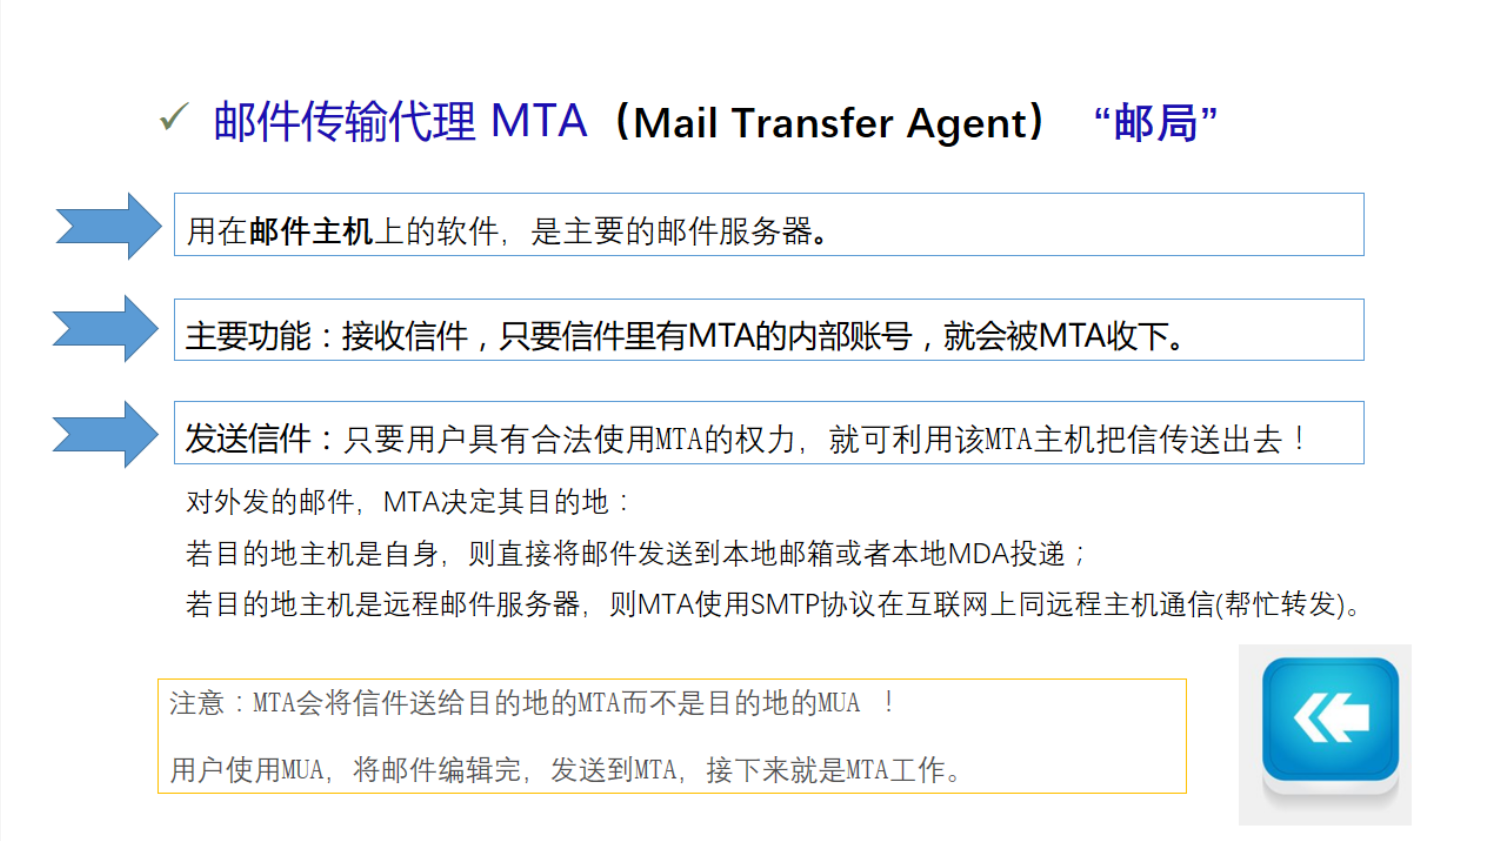 ✓ 邮件传输代理 MTA（Mail Transfer Agent） “邮局”
用在邮件主机上的软件，是主要的邮件服务器。
主要功能：接收信件，只要信件里有MTA的内部账号，就会被MTA收下。
发送信件：只要用户具有合法使用MTA的权力，就可利用该MTA主机把信传送出去！
对外发的邮件，MTA决定其目的地：
若目的地主机是自身，则直接将邮件发送到本地邮箱或者本地MDA投递；
若目的地主机是远程邮件服务器，则MTA使用SMTP协议在互联网上同远程主机通信(帮忙转发)。
注意：MTA会将信件送给目的地的MTA而不是目的地的MUA ！
用户使用MUA，将邮件编辑完，发送到MTA，接下来就是MTA工作。